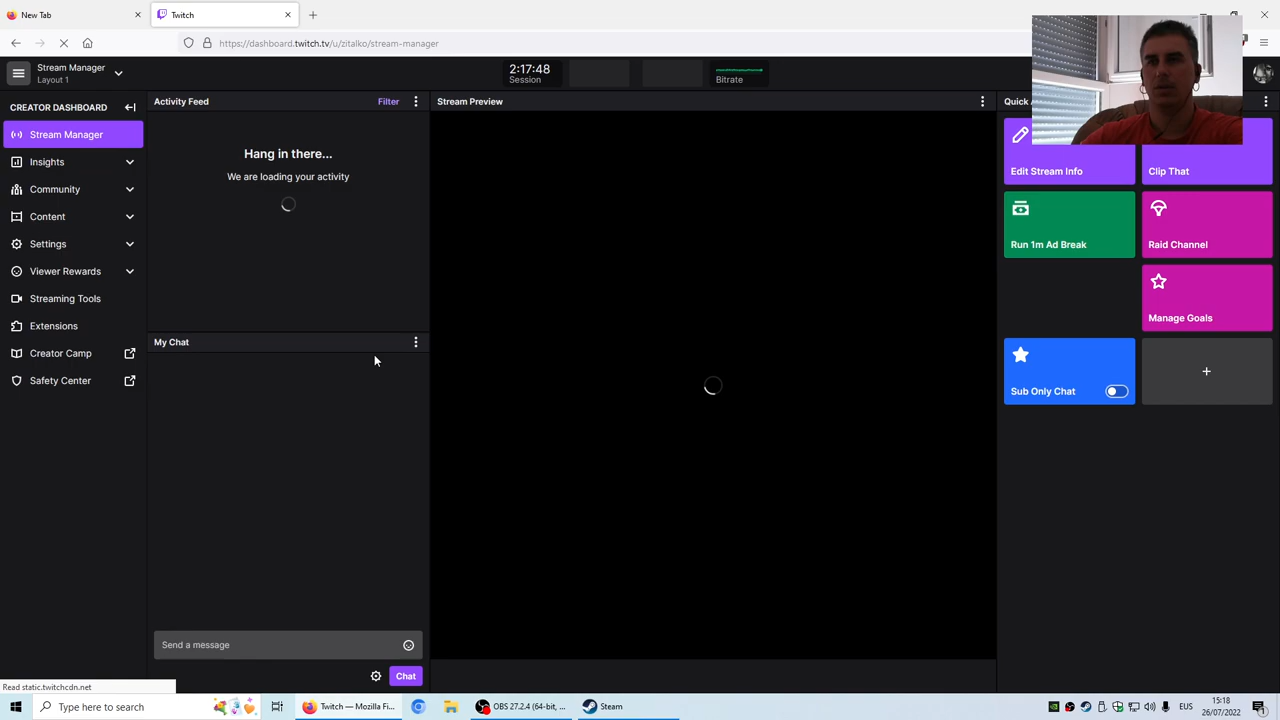 New Tab
Twitch
https://dashboard.twitch.tv/u/zitalko/stream-manager
Stream Manager
Layout 1
2:17:48
Session
Bitrate
CREATOR DASHBOARD
Stream Manager
Insights
Community
Content
Settings
Viewer Rewards
Streaming Tools
Extensions
Creator Camp
Safety Center
Activity Feed
Filter
Hang in there...
We are loading your activity
My Chat
Send a message
Chat
Stream Preview
Quick
Edit Stream Info
Clip That
Run 1m Ad Break
Raid Channel
Manage Goals
Sub Only Chat
Read static.twitchcdn.net
Type here to search
Twitch — Mozilla Fi...
OBS 27.2.4 (64-bit, ...
Steam
EUS
15:18
26/07/2022